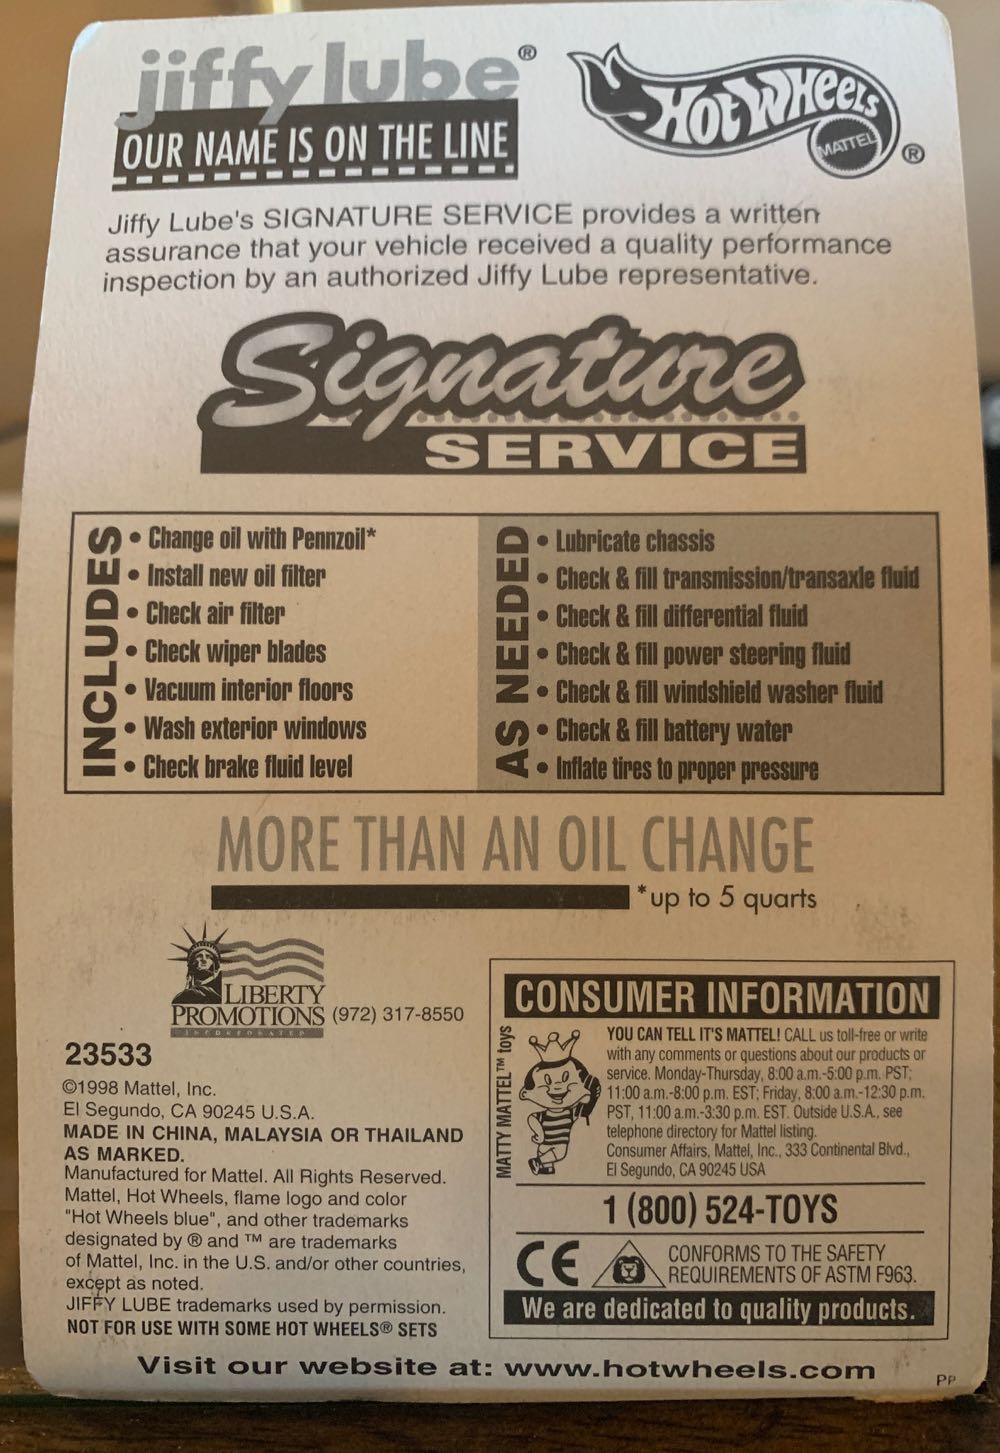 jiffy lube®
OUR NAME IS ON THE LINE
HOT WHEELS
MATTEL
®
Jiffy Lube's SIGNATURE SERVICE provides a written
assurance that your vehicle received a quality performance
inspection by an authorized Jiffy Lube representative.
Signature
SERVICE
INCLUDES
• Change oil with Pennzoil*
• Install new oil filter
• Check air filter
• Check wiper blades
• Vacuum interior floors
• Wash exterior windows
• Check brake fluid level
AS NEEDED
• Lubricate chassis
• Check & fill transmission/transaxle fluid
• Check & fill differential fluid
• Check & fill power steering fluid
• Check & fill windshield washer fluid
• Check & fill battery water
• Inflate tires to proper pressure
MORE THAN AN OIL CHANGE
*up to 5 quarts
LIBERTY
PROMOTIONS (972) 317-8550
INCORPORATED
23533
©1998 Mattel, Inc.
El Segundo, CA 90245 U.S.A.
MADE IN CHINA, MALAYSIA OR THAILAND
AS MARKED.
Manufactured for Mattel. All Rights Reserved.
Mattel, Hot Wheels, flame logo and color
"Hot Wheels blue", and other trademarks
designated by ® and ™ are trademarks
of Mattel, Inc. in the U.S. and/or other countries,
except as noted.
JIFFY LUBE trademarks used by permission.
NOT FOR USE WITH SOME HOT WHEELS® SETS
CONSUMER INFORMATION
MATTY MATTEL™ toys
YOU CAN TELL IT'S MATTEL! CALL us toll-free or write
with any comments or questions about our products or
service. Monday-Thursday, 8:00 a.m.-5:00 p.m. PST;
11:00 a.m.-8:00 p.m. EST; Friday, 8:00 a.m.-12:30 p.m.
PST, 11:00 a.m.-3:30 p.m. EST. Outside U.S.A., see
telephone directory for Mattel listing.
Consumer Affairs, Mattel, Inc., 333 Continental Blvd.,
El Segundo, CA 90245 USA
1 (800) 524-TOYS
CE
CONFORMS TO THE SAFETY
REQUIREMENTS OF ASTM F963.
We are dedicated to quality products.
Visit our website at: www.hotwheels.com
PP